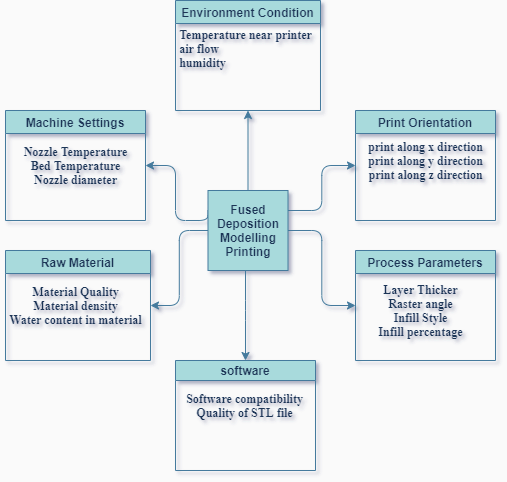 Environment Condition
Temperature near printer
air flow
humidity
Machine Settings
Nozzle Temperature
Bed Temperature
Nozzle diameter
Print Orientation
print along x direction
print along y direction
print along z direction
Fused
Deposition
Modelling
Printing
Raw Material
Material Quality
Material density
Water content in material
Process Parameters
Layer Thicker
Raster angle
Infill Style
Infill percentage
software
Software compatibility
Quality of STL file